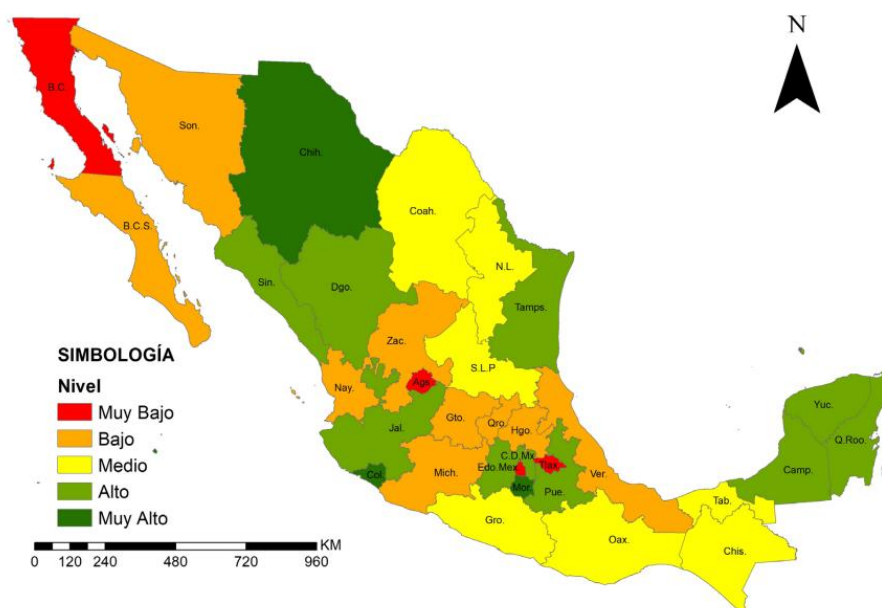 N
B.C.
Son.
Chih.
Coah.
B.C.S.
N.L.
Sin.
Dgo.
Tamps.
Zac.
S.L.P
Nay.
Ags.
Jal.
Gto.
Qro.
Hgo.
C.D.Mx
Edo.Mex
Tlax.
Col.
Mich.
Mor.
Pue.
Ver.
Gro.
Oax.
Tab.
Chis.
Camp.
Yuc.
Q.Roo.
SIMBOLOGÍA
Nivel
Muy Bajo
Bajo
Medio
Alto
Muy Alto
KM
0 120 240 480 720 960